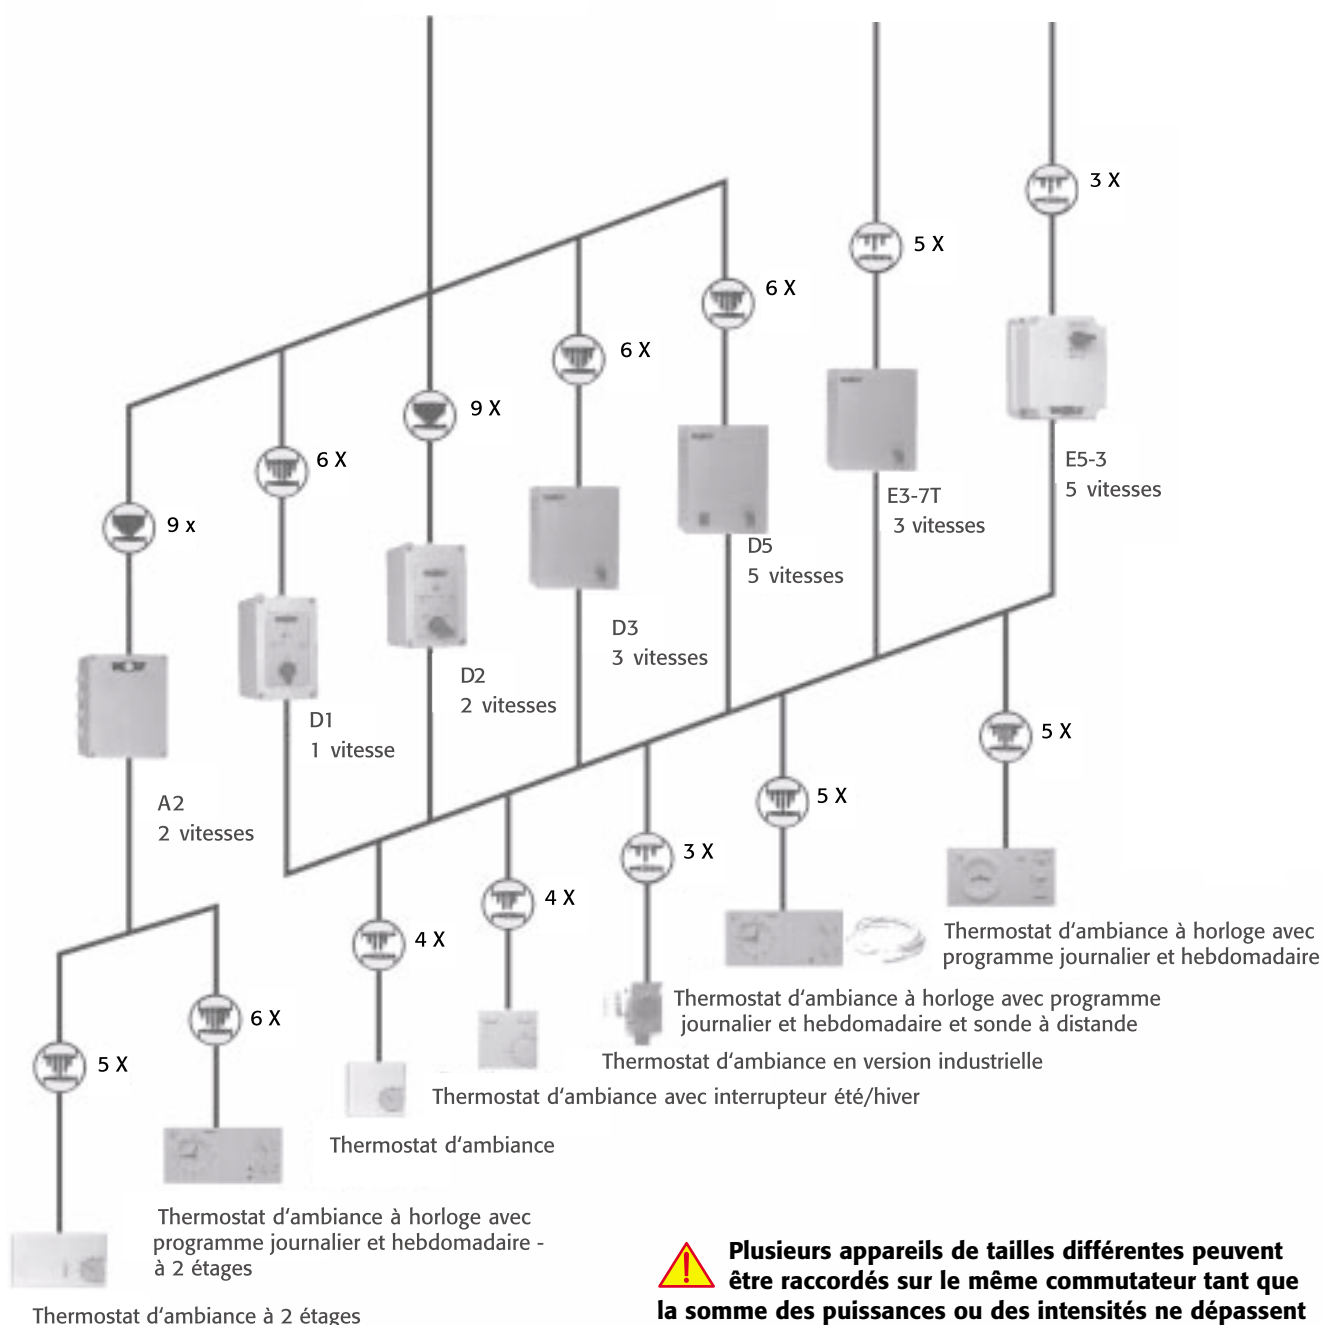 3 X
5 X
6 X
6 X
9 X
6 X
9 x
E5-3
5 vitesses
E3-7T
3 vitesses
D5
5 vitesses
D3
3 vitesses
D2
2 vitesses
D1
1 vitesse
A2
2 vitesses
WOLF
5 X
5 X
3 X
4 X
4 X
6 X
5 X
Thermostat d‘ambiance à horloge avec
programme journalier et hebdomadaire
Thermostat d‘ambiance à horloge avec programme
journalier et hebdomadaire et sonde à distande
Thermostat d‘ambiance en version industrielle
Thermostat d‘ambiance avec interrupteur été/hiver
Thermostat d‘ambiance
Thermostat d‘ambiance à horloge avec
programme journalier et hebdomadaire -
à 2 étages
Thermostat d‘ambiance à 2 étages
Plusieurs appareils de tailles différentes peuvent
être raccordés sur le même commutateur tant que
la somme des puissances ou des intensités ne dépassent